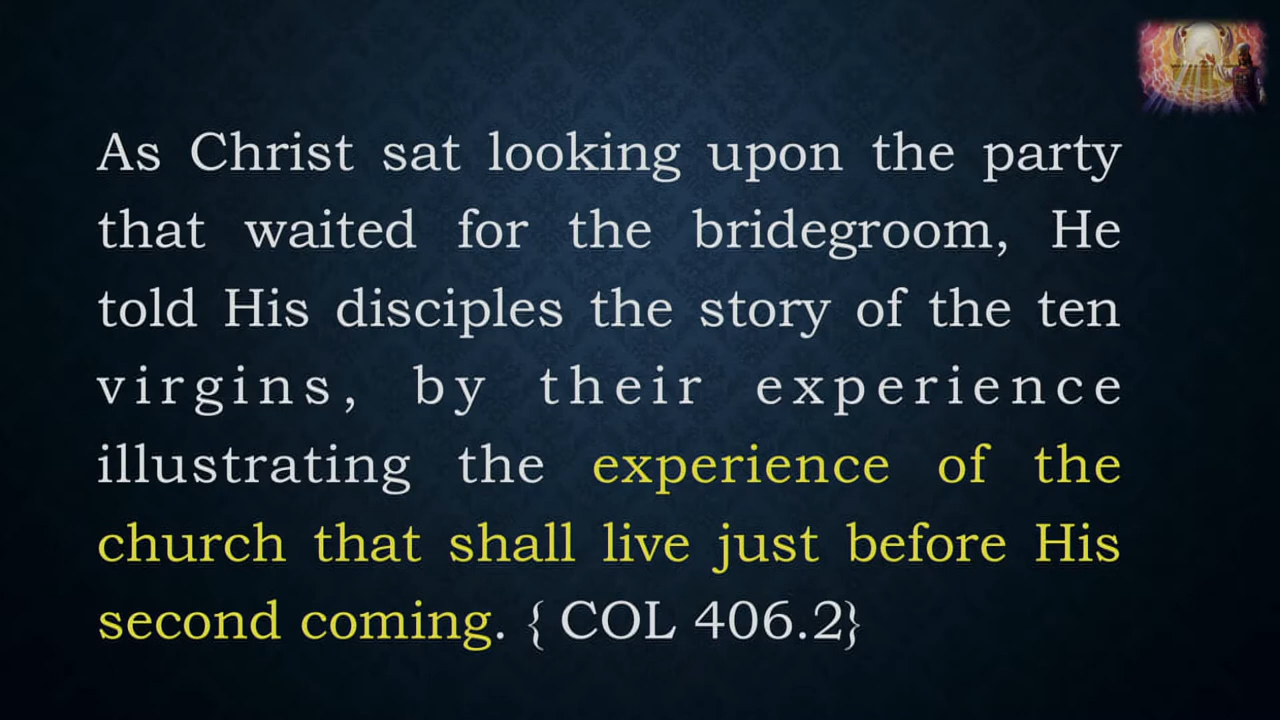 As Christ sat looking upon the party
that waited for the bridegroom, He
told His disciples the story of the ten
virgins, by their experience
illustrating the experience of the
church that shall live just before His
second coming. { COL 406.2}